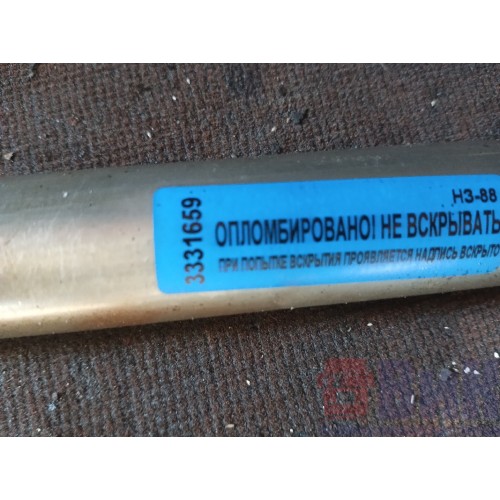 НЗ-88
3331659
ОПЛОМБИРОВАНО! НЕ ВСКРЫВАТЬ
ПРИ ПОПЫТКЕ ВСКРЫТИЯ ПРОЯВЛЯЕТСЯ НАДПИСЬ ВСКРЫТО